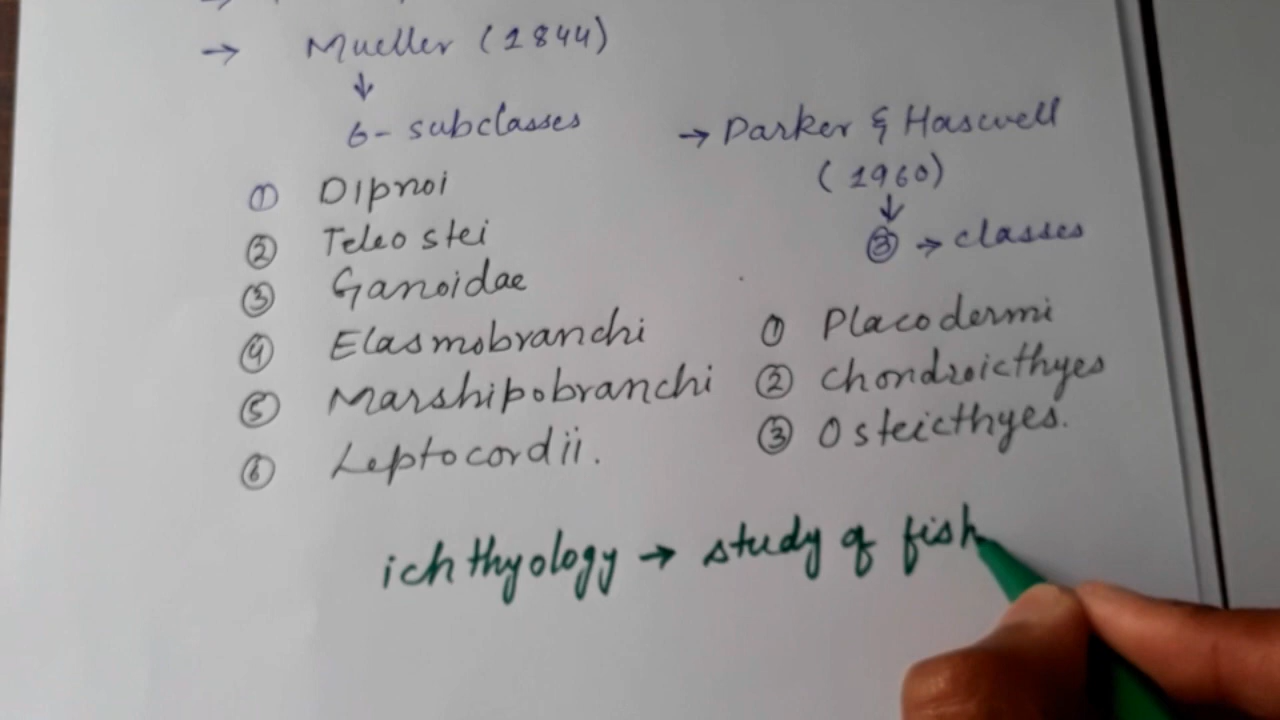 → Mueller (1844)
↓
6- subclasses
① Dipnoi
② Teleostei
③ Ganoidae
④ Elasmobranchi
⑤ Marshipobranchi
⑥ Leptocordii.
→ Parker & Haswell
(1960)
↓
③ → classes
① Placodermi
② Chondroicthyes
③ Osteicthyes.
ichthyology → study of fish